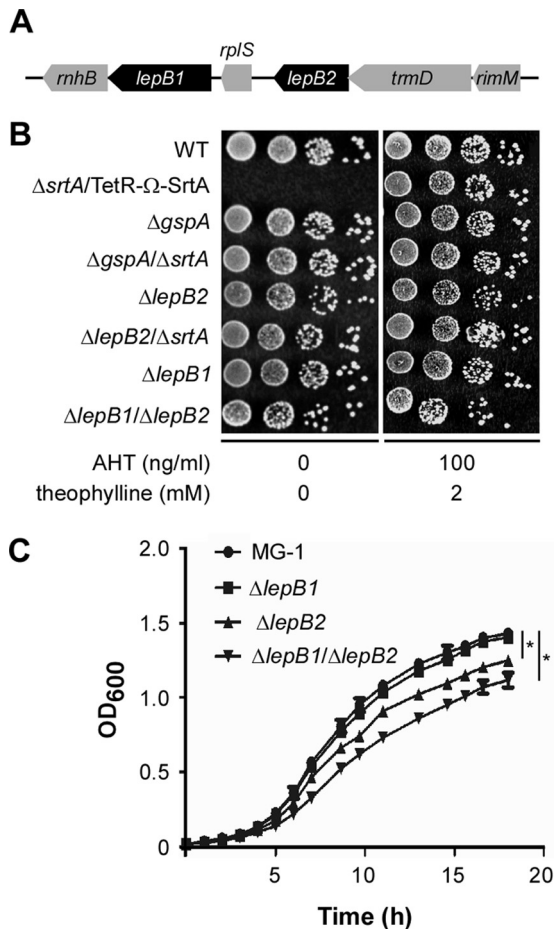 A
rplS
rnhB lepB1 lepB2 trmD rimM
B
WT
ΔsrtA/TetR-Ω-SrtA
ΔgspA
ΔgspA/ΔsrtA
ΔlepB2
ΔlepB2/ΔsrtA
ΔlepB1
ΔlepB1/ΔlepB2
AHT (ng/ml) 0 100
theophylline (mM) 0 2
C
2.0
MG-1
ΔlepB1
ΔlepB2
ΔlepB1/ΔlepB2
1.5
*
*
1.0
0.5
0
OD600
5 10 15 20
Time (h)